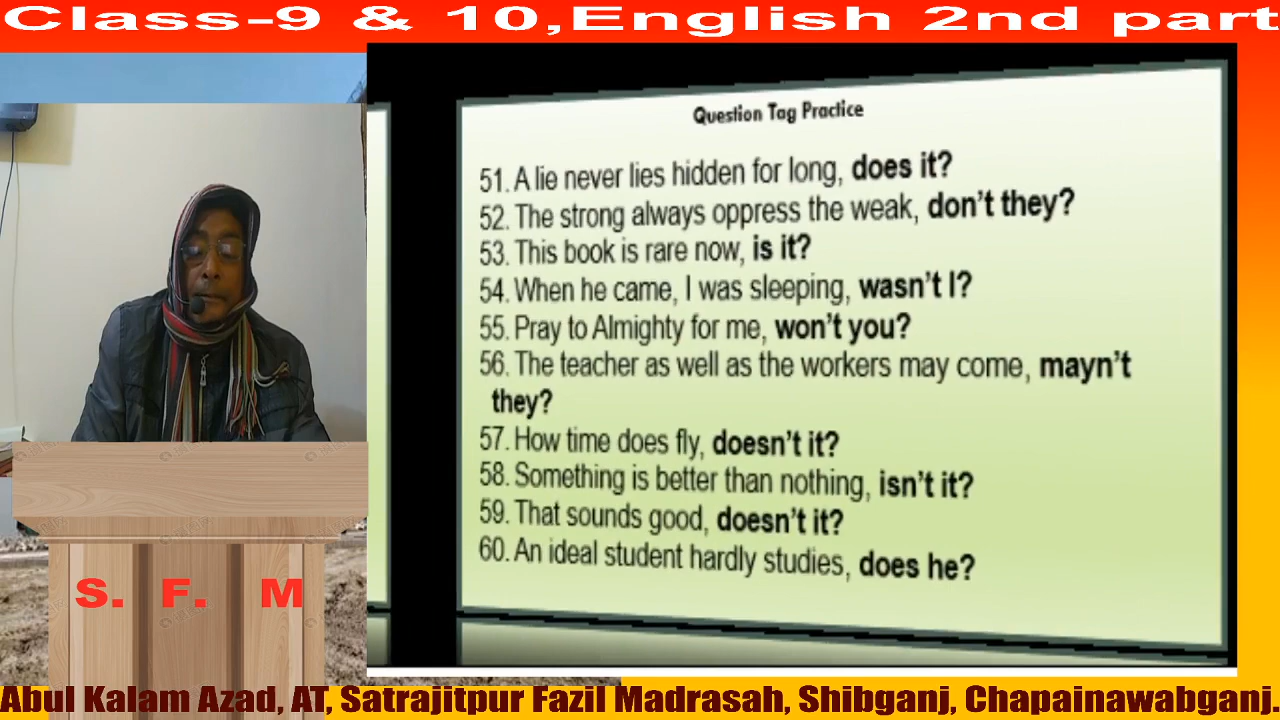 Class-9 & 10,English 2nd part
Question Tag Practice
51. A lie never lies hidden for long, does it?
52. The strong always oppress the weak, don't they?
53. This book is rare now, is it?
54. When he came, I was sleeping, wasn't I?
55. Pray to Almighty for me, won't you?
56. The teacher as well as the workers may come, mayn't
they?
57. How time does fly, doesn't it?
58. Something is better than nothing, isn't it?
59. That sounds good, doesn't it?
60. An ideal student hardly studies, does he?
S. F. M
Abul Kalam Azad, AT, Satrajitpur Fazil Madrasah, Shibganj, Chapainawabganj.